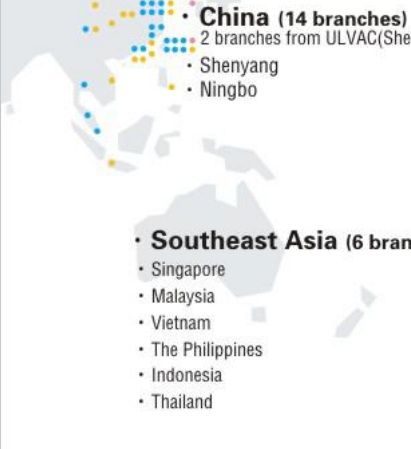 · China (14 branches)
2 branches from ULVAC(She
· Shenyang
· Ningbo
· Southeast Asia (6 bran
· Singapore
· Malaysia
· Vietnam
· The Philippines
· Indonesia
· Thailand